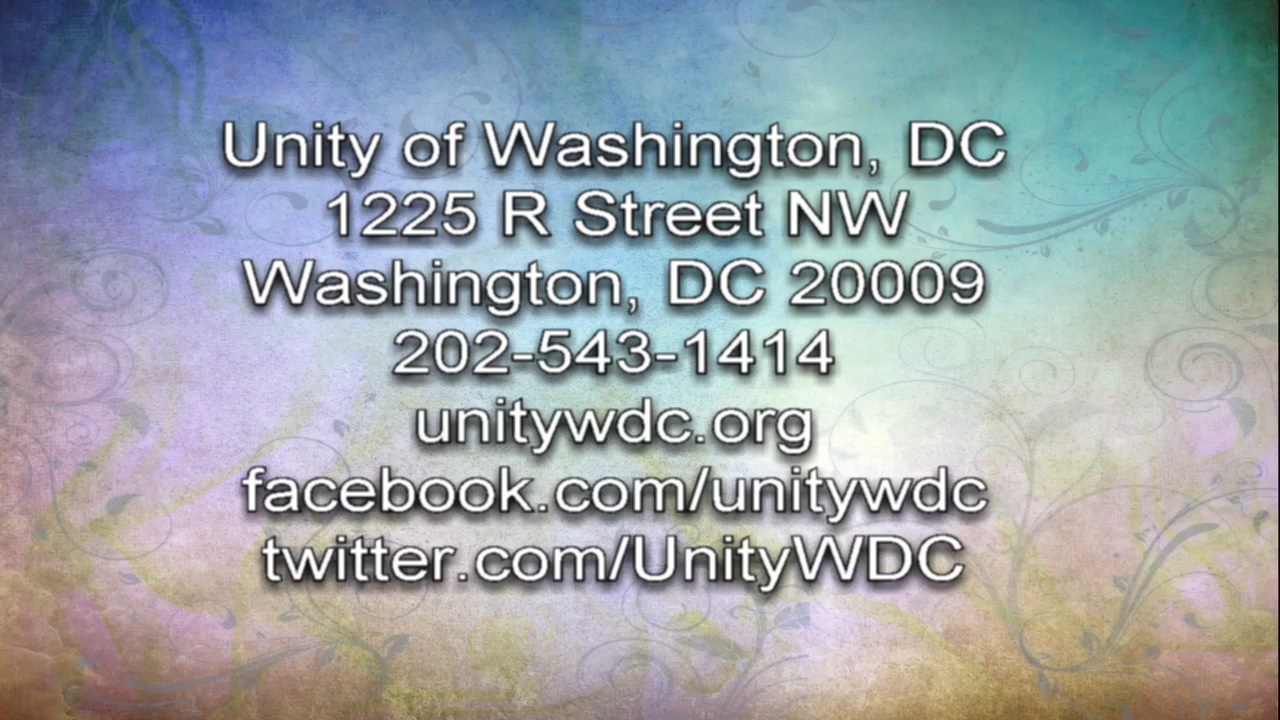 Unity of Washington, DC
1225 R Street NW
Washington, DC 20009
202-543-1414
unitywdc.org
facebook.com/unitywdc
twitter.com/UnityWDC